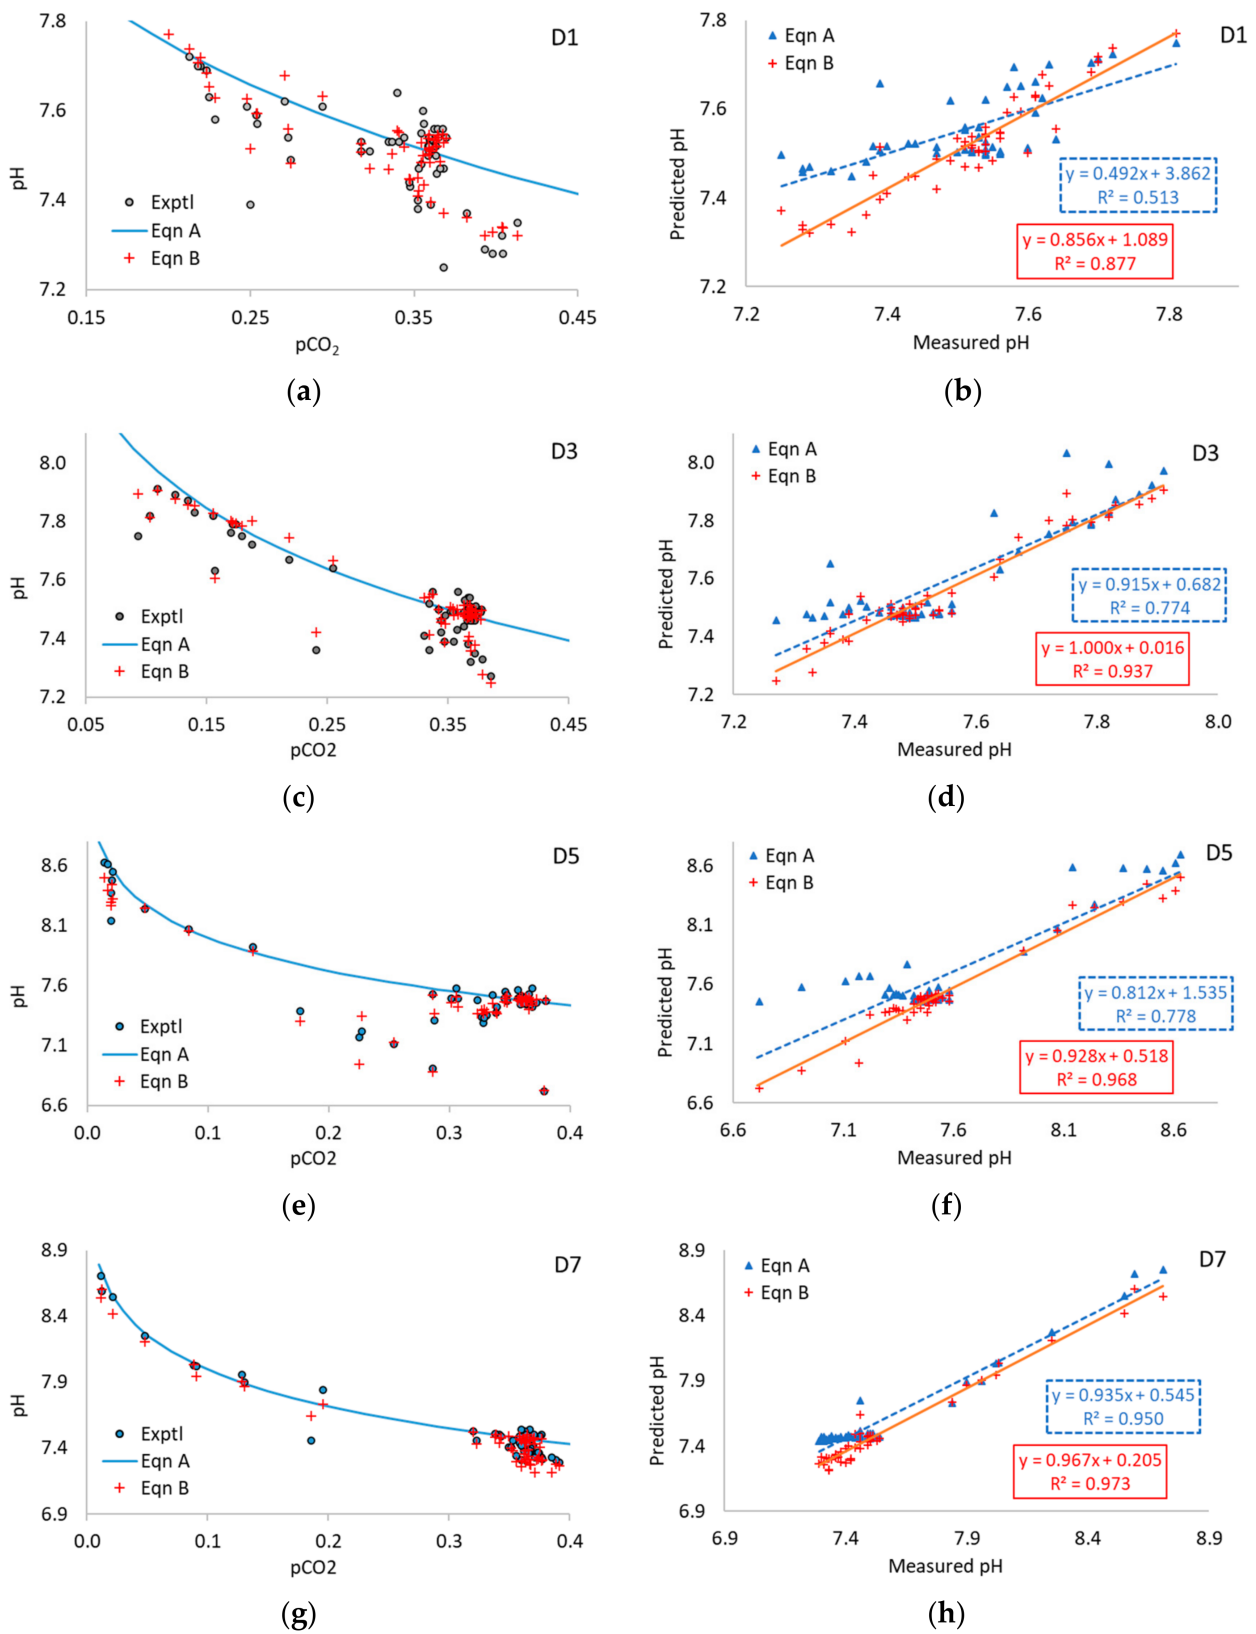 7.8
7.6
7.4
7.2
pH
D1
Exptl
Eqn A
Eqn B
0.15
0.25
0.35
0.45
pCO2
(a)
7.8
7.6
7.4
7.2
Predicted pH
Eqn A
Eqn B
D1
y = 0.492x + 3.862
R² = 0.513
y = 0.856x + 1.089
R² = 0.877
7.2
7.4
7.6
7.8
Measured pH
(b)
8.0
7.8
7.6
7.4
7.2
pH
D3
Exptl
Eqn A
Eqn B
0.05
0.15
0.25
0.35
0.45
pCO2
(c)
8.0
7.8
7.6
7.4
7.2
Predicted pH
Eqn A
Eqn B
D3
y = 0.915x + 0.682
R² = 0.774
y = 1.000x + 0.016
R² = 0.937
7.2
7.4
7.6
7.8
8.0
Measured pH
(d)
8.6
8.1
7.6
7.1
6.6
pH
D5
Exptl
Eqn A
Eqn B
0.0
0.1
0.2
0.3
0.4
pCO2
(e)
8.6
8.1
7.6
7.1
6.6
Predicted pH
Eqn A
Eqn B
D5
y = 0.812x + 1.535
R² = 0.778
y = 0.928x + 0.518
R² = 0.968
6.6
7.1
7.6
8.1
8.6
Measured pH
(f)
8.9
8.4
7.9
7.4
6.9
pH
D7
Exptl
Eqn A
Eqn B
0.0
0.1
0.2
0.3
0.4
pCO2
(g)
8.9
8.4
7.9
7.4
6.9
Predicted pH
Eqn A
Eqn B
D7
y = 0.935x + 0.545
R² = 0.950
y = 0.967x + 0.205
R² = 0.973
6.9
7.4
7.9
8.4
8.9
Measured pH
(h)